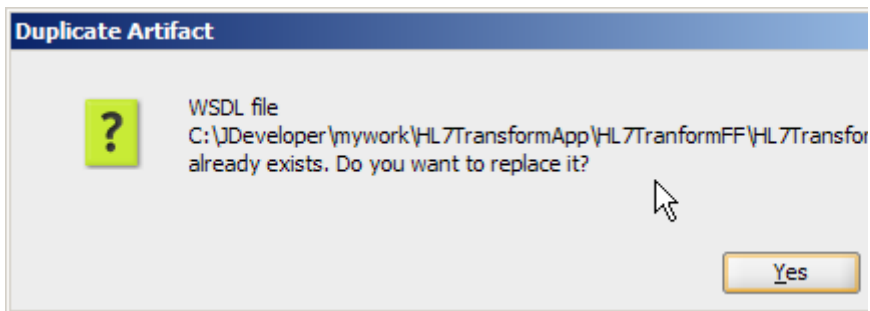 Duplicate Artifact
?
WSDL file
C:\JDeveloper\mywork\HL7TransformApp\HL7TranformFF\HL7Transfor
already exists. Do you want to replace it?
Yes